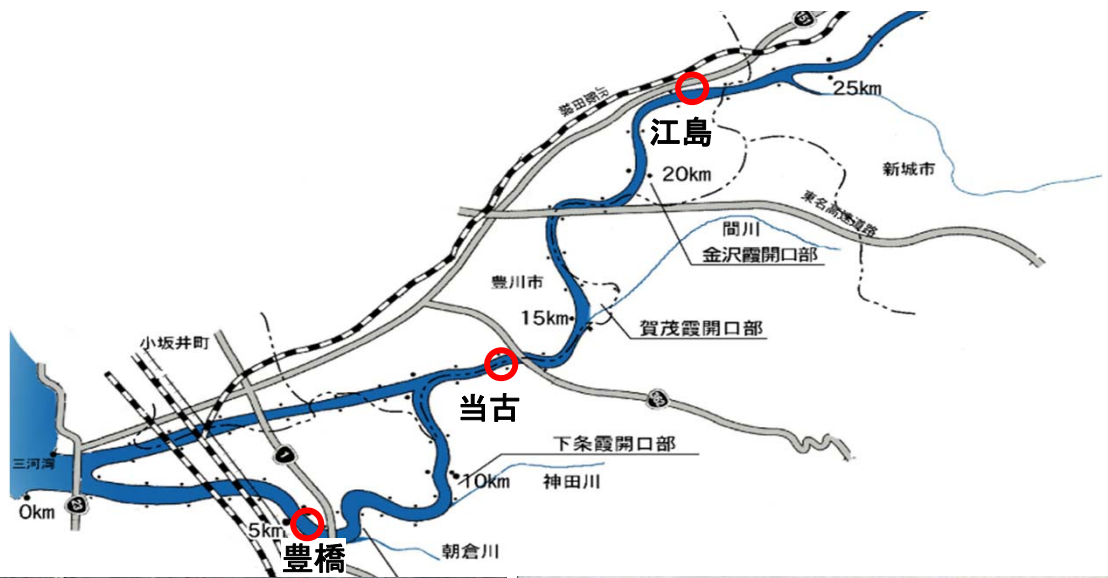 151
JR飯田線
25km
江島
20km
新城市
東名高速道路
間川
金沢霞開口部
豊川市
15km
賀茂霞開口部
小坂井町
当古
下条霞開口部
1
三河湾
10km
神田川
0km
23
5km
豊橋
朝倉川